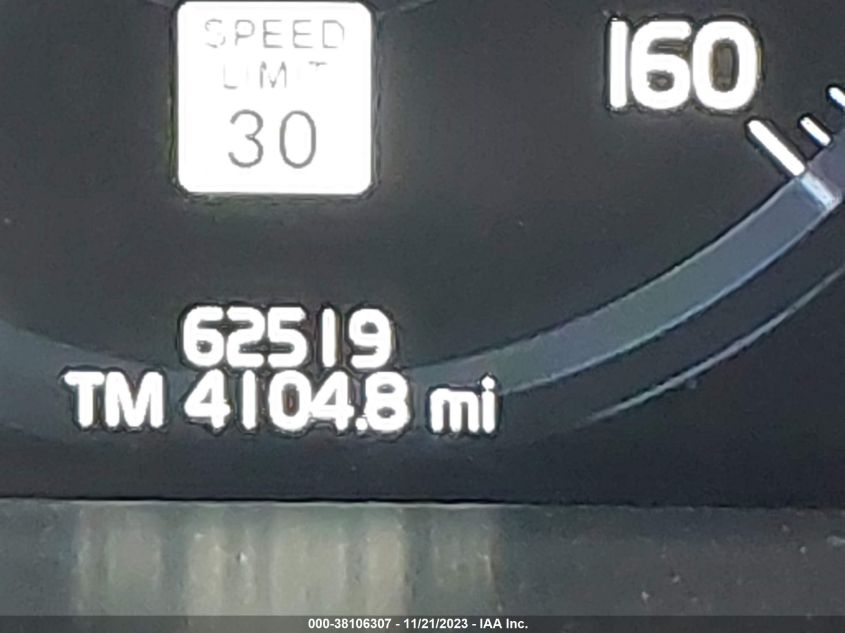 SPEED
LIMIT
30
160
62519
TM 4104.8 mi
000-38106307 - 11/21/2023 - IAA Inc.